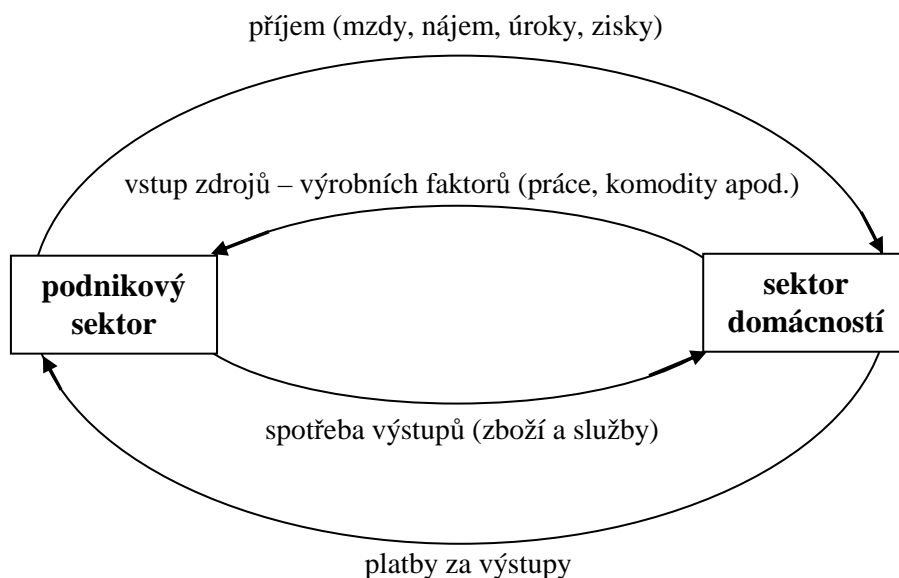 příjem (mzdy, nájem, úroky, zisky)
vstup zdrojů – výrobních faktorů (práce, komodity apod.)
podnikový
sektor
sektor
domácností
spotřeba výstupů (zboží a služby)
platby za výstupy